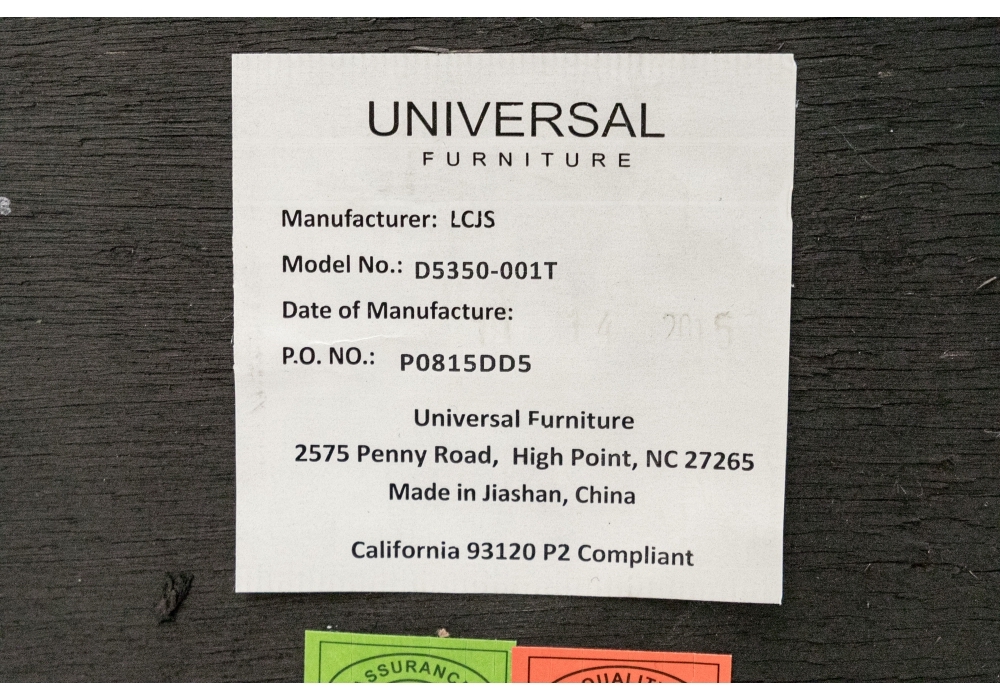 UNIVERSAL
FURNITURE
Manufacturer: LCJS
Model No.: D5350-001T
Date of Manufacture: 2015
P.O. NO.: P0815DD5
Universal Furniture
2575 Penny Road, High Point, NC 27265
Made in Jiashan, China
California 93120 P2 Compliant